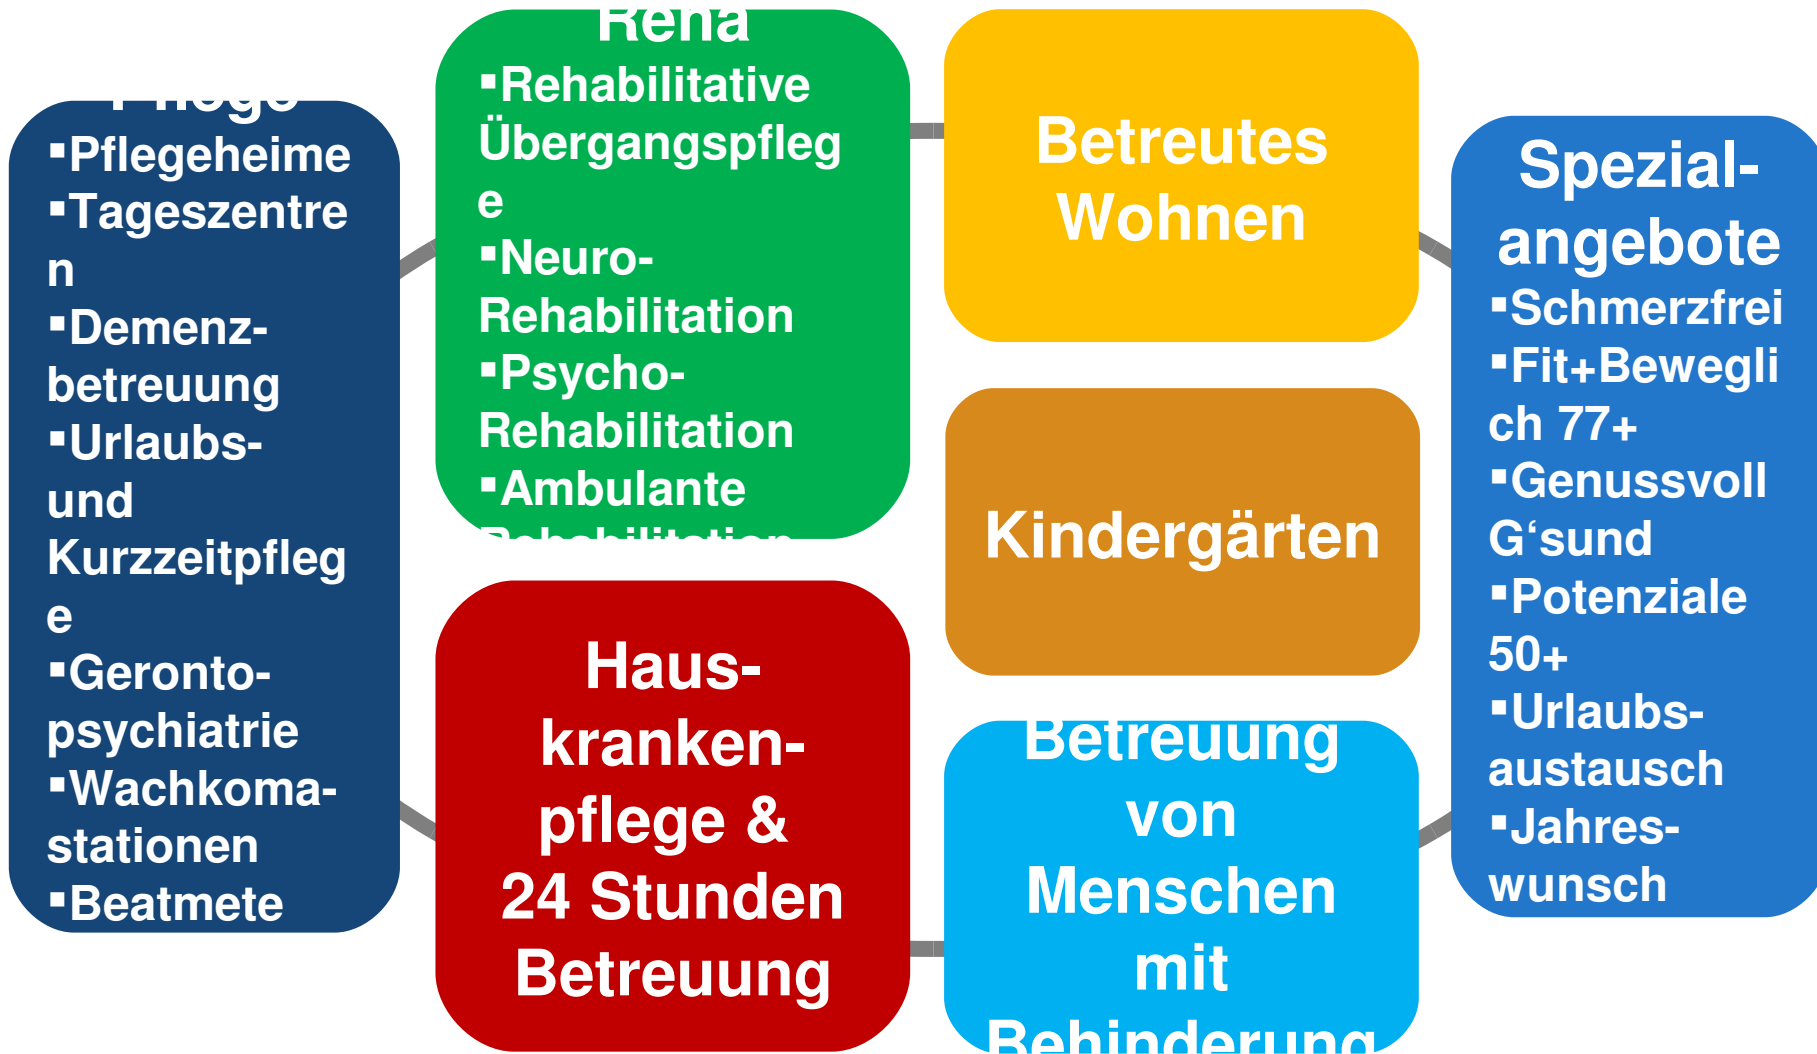 Pflege
▪Pflegeheime
▪Tageszentre
n
▪Demenz-
betreuung
▪Urlaubs-
und
Kurzzeitpfleg
e
▪Geronto-
psychiatrie
▪Wachkoma-
stationen
▪Beatmete
Reha
▪Rehabilitative
Übergangspfleg
e
▪Neuro-
Rehabilitation
▪Psycho-
Rehabilitation
▪Ambulante
Rehabilitation
Haus-
kranken-
pflege &
24 Stunden
Betreuung
Betreutes
Wohnen
Kindergärten
Betreuung
von
Menschen
mit
Behinderung
Spezial-
angebote
▪Schmerzfrei
▪Fit+Bewegli
ch 77+
▪Genussvoll
G‘sund
▪Potenziale
50+
▪Urlaubs-
austausch
▪Jahres-
wunsch